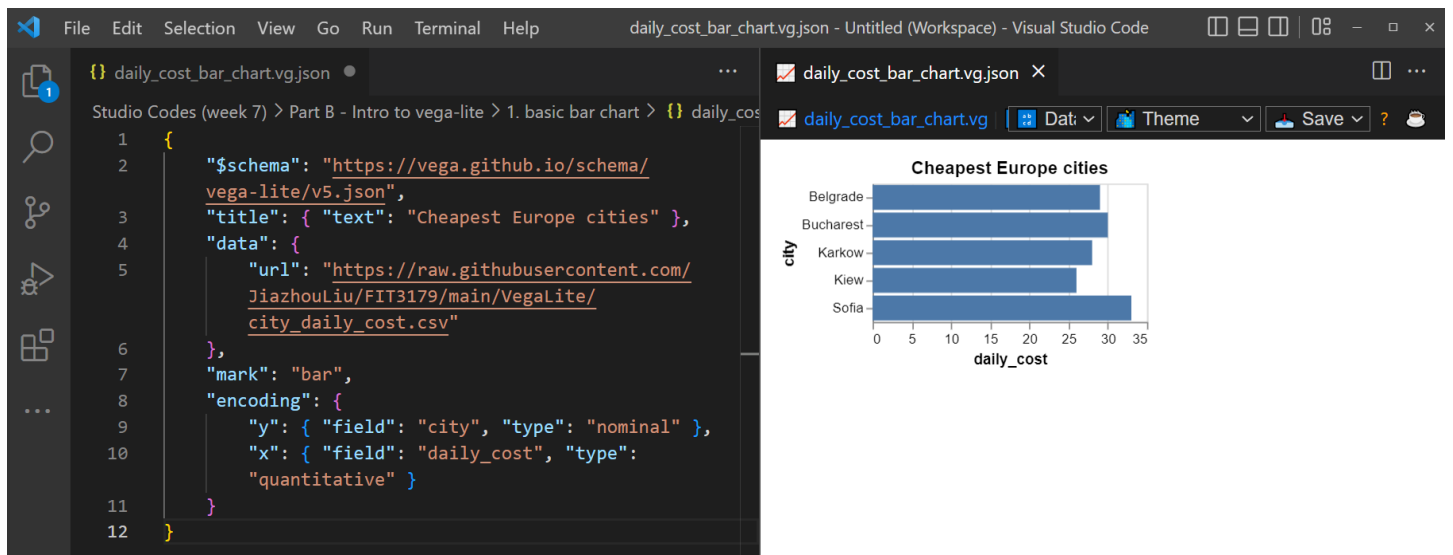 File Edit Selection View Go Run Terminal Help daily_cost_bar_chart.vg.json - Untitled (Workspace) - Visual Studio Code
{} daily_cost_bar_chart.vg.json ● ···
Studio Codes (week 7) > Part B - Intro to vega-lite > 1. basic bar chart > {} daily_cos
1 {
2 "$schema": "https://vega.github.io/schema/
vega-lite/v5.json",
3 "title": { "text": "Cheapest Europe cities" },
4 "data": {
5 "url": "https://raw.githubusercontent.com/
JiazhouLiu/FIT3179/main/VegaLite/
city_daily_cost.csv"
6 },
7 "mark": "bar",
8 "encoding": {
9 "y": { "field": "city", "type": "nominal" },
10 "x": { "field": "daily_cost", "type":
"quantitative" }
11 }
12 }
1
daily_cost_bar_chart.vg.json ×
daily_cost_bar_chart.vg Dat Theme Save ?
Cheapest Europe cities
city
Belgrade
Bucharest
Karkow
Kiew
Sofia
0 5 10 15 20 25 30 35
daily_cost